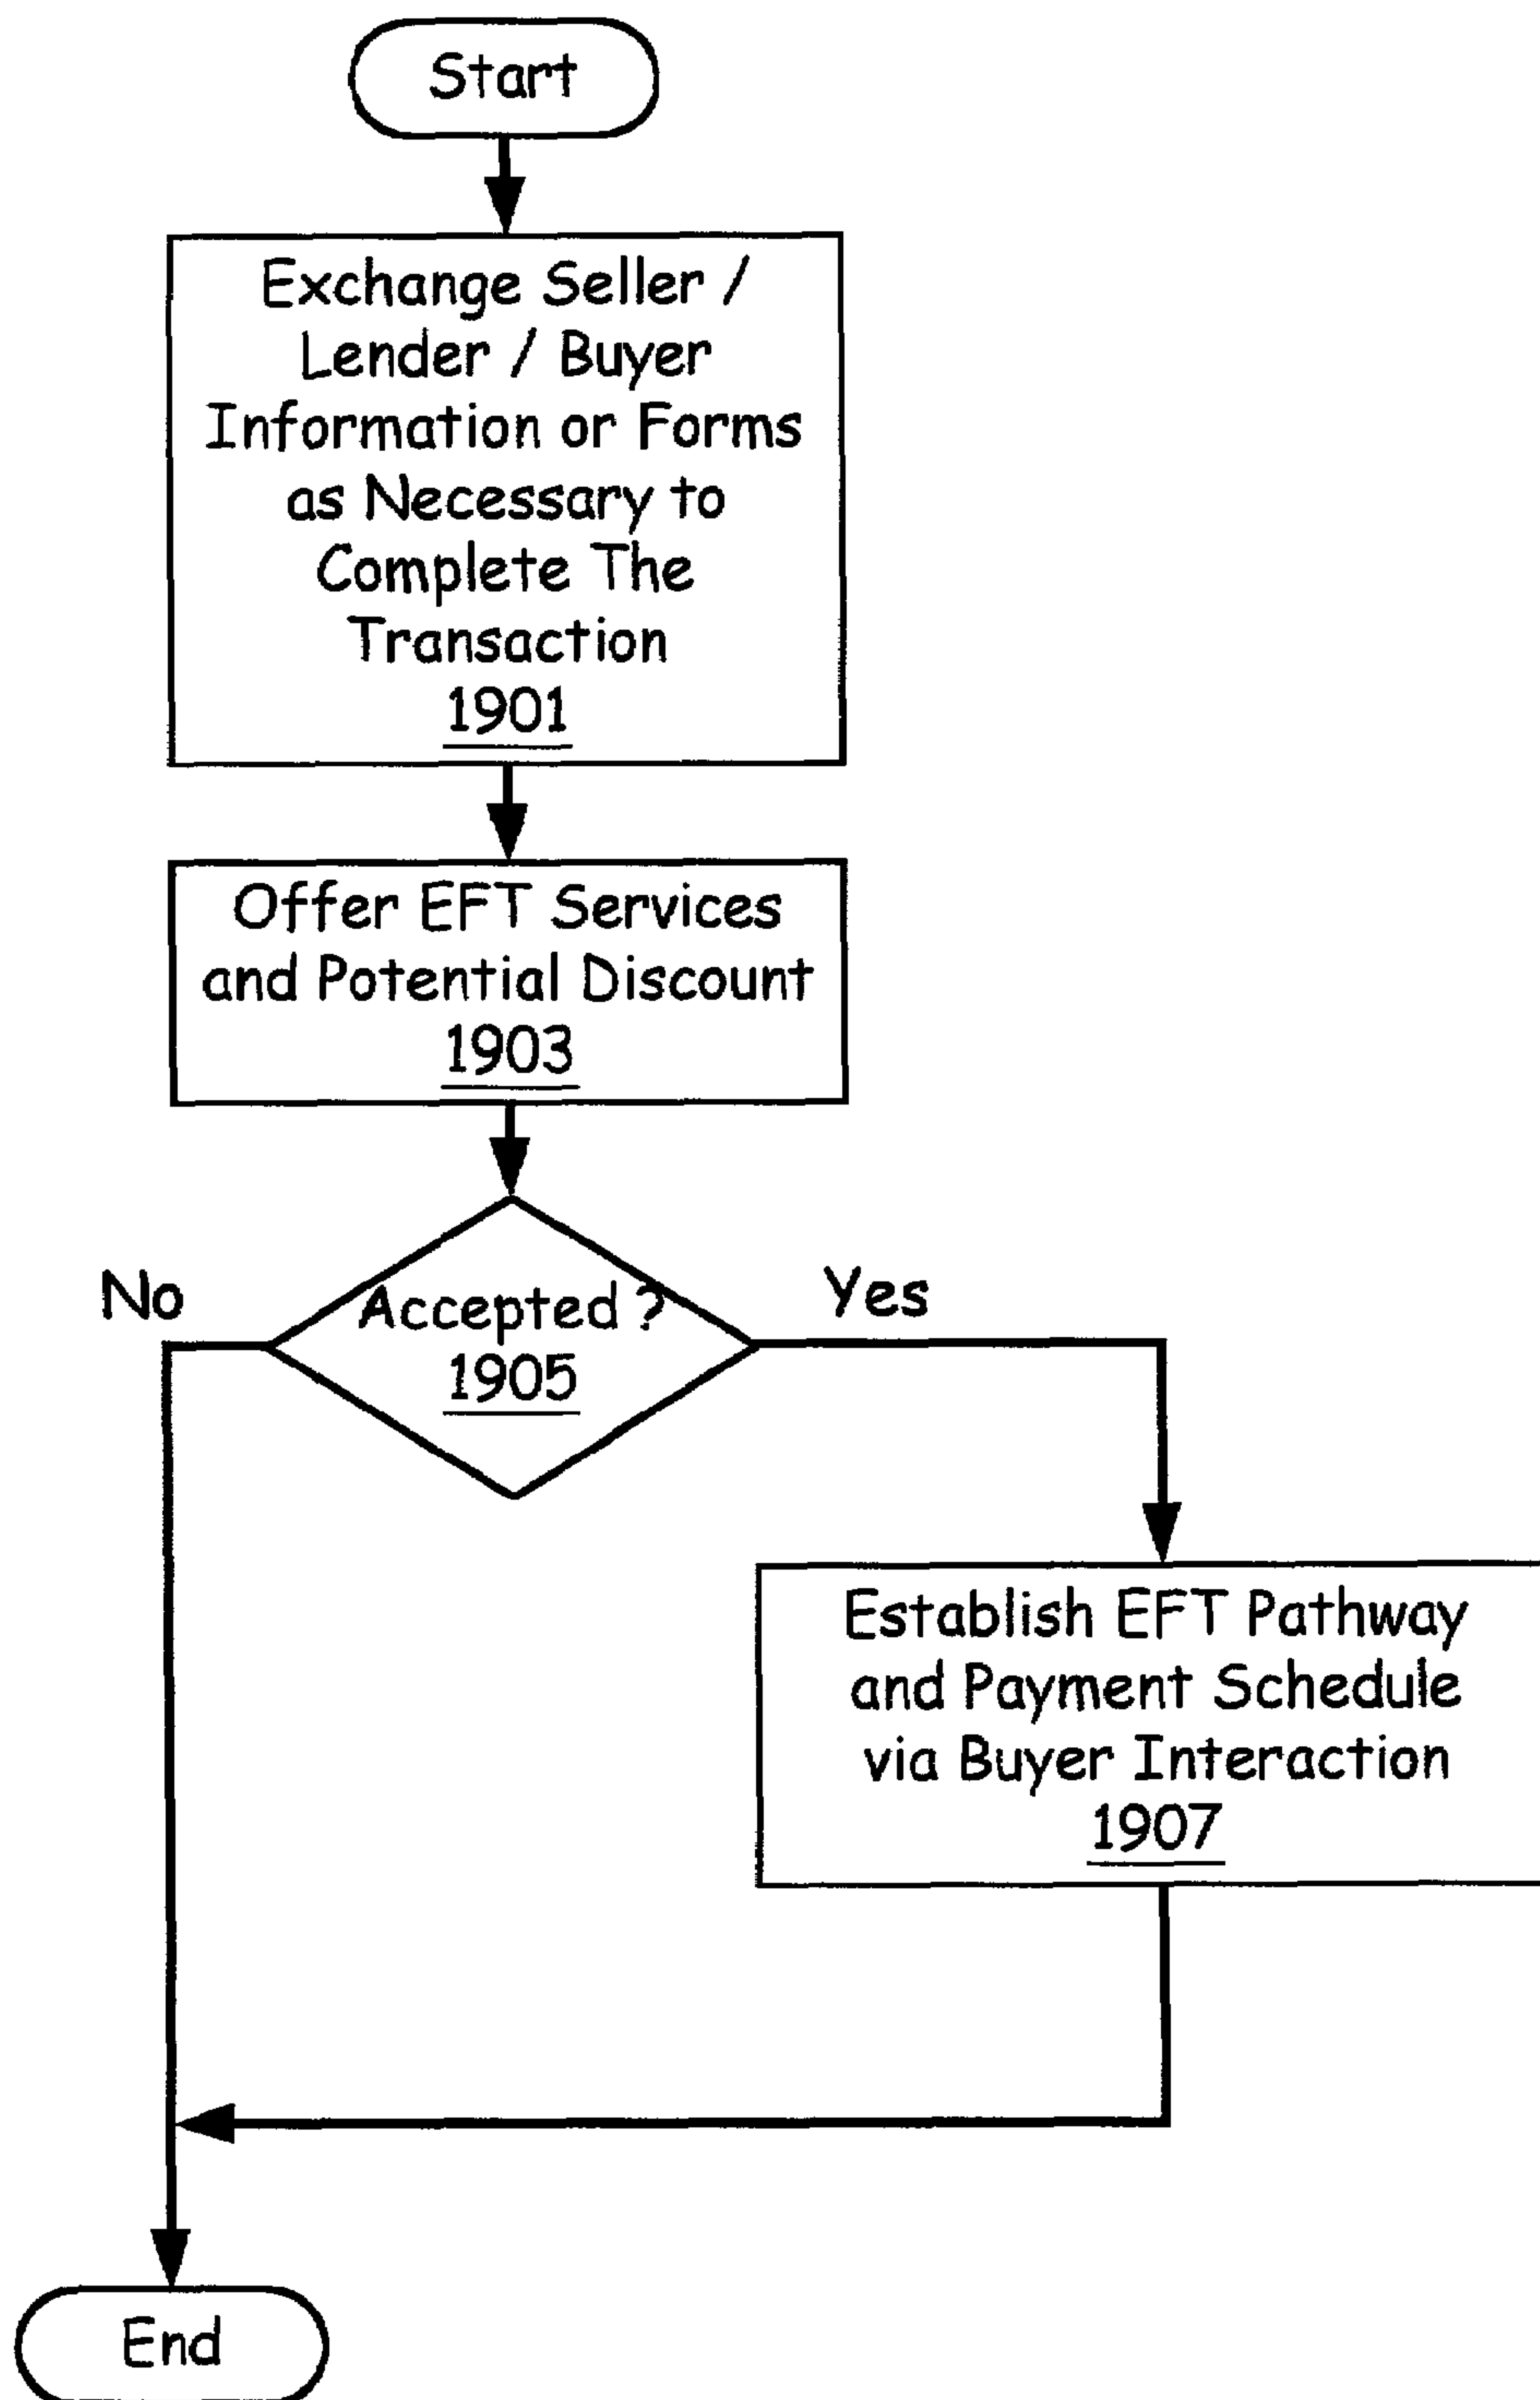 Start
Exchange Seller /
Lender / Buyer
Information or Forms
as Necessary to
Complete The
Transaction
1901
Offer EFT Services
and Potential Discount
1903
No
Accepted ?
Yes
1905
Establish EFT Pathway
and Payment Schedule
via Buyer Interaction
1907
End